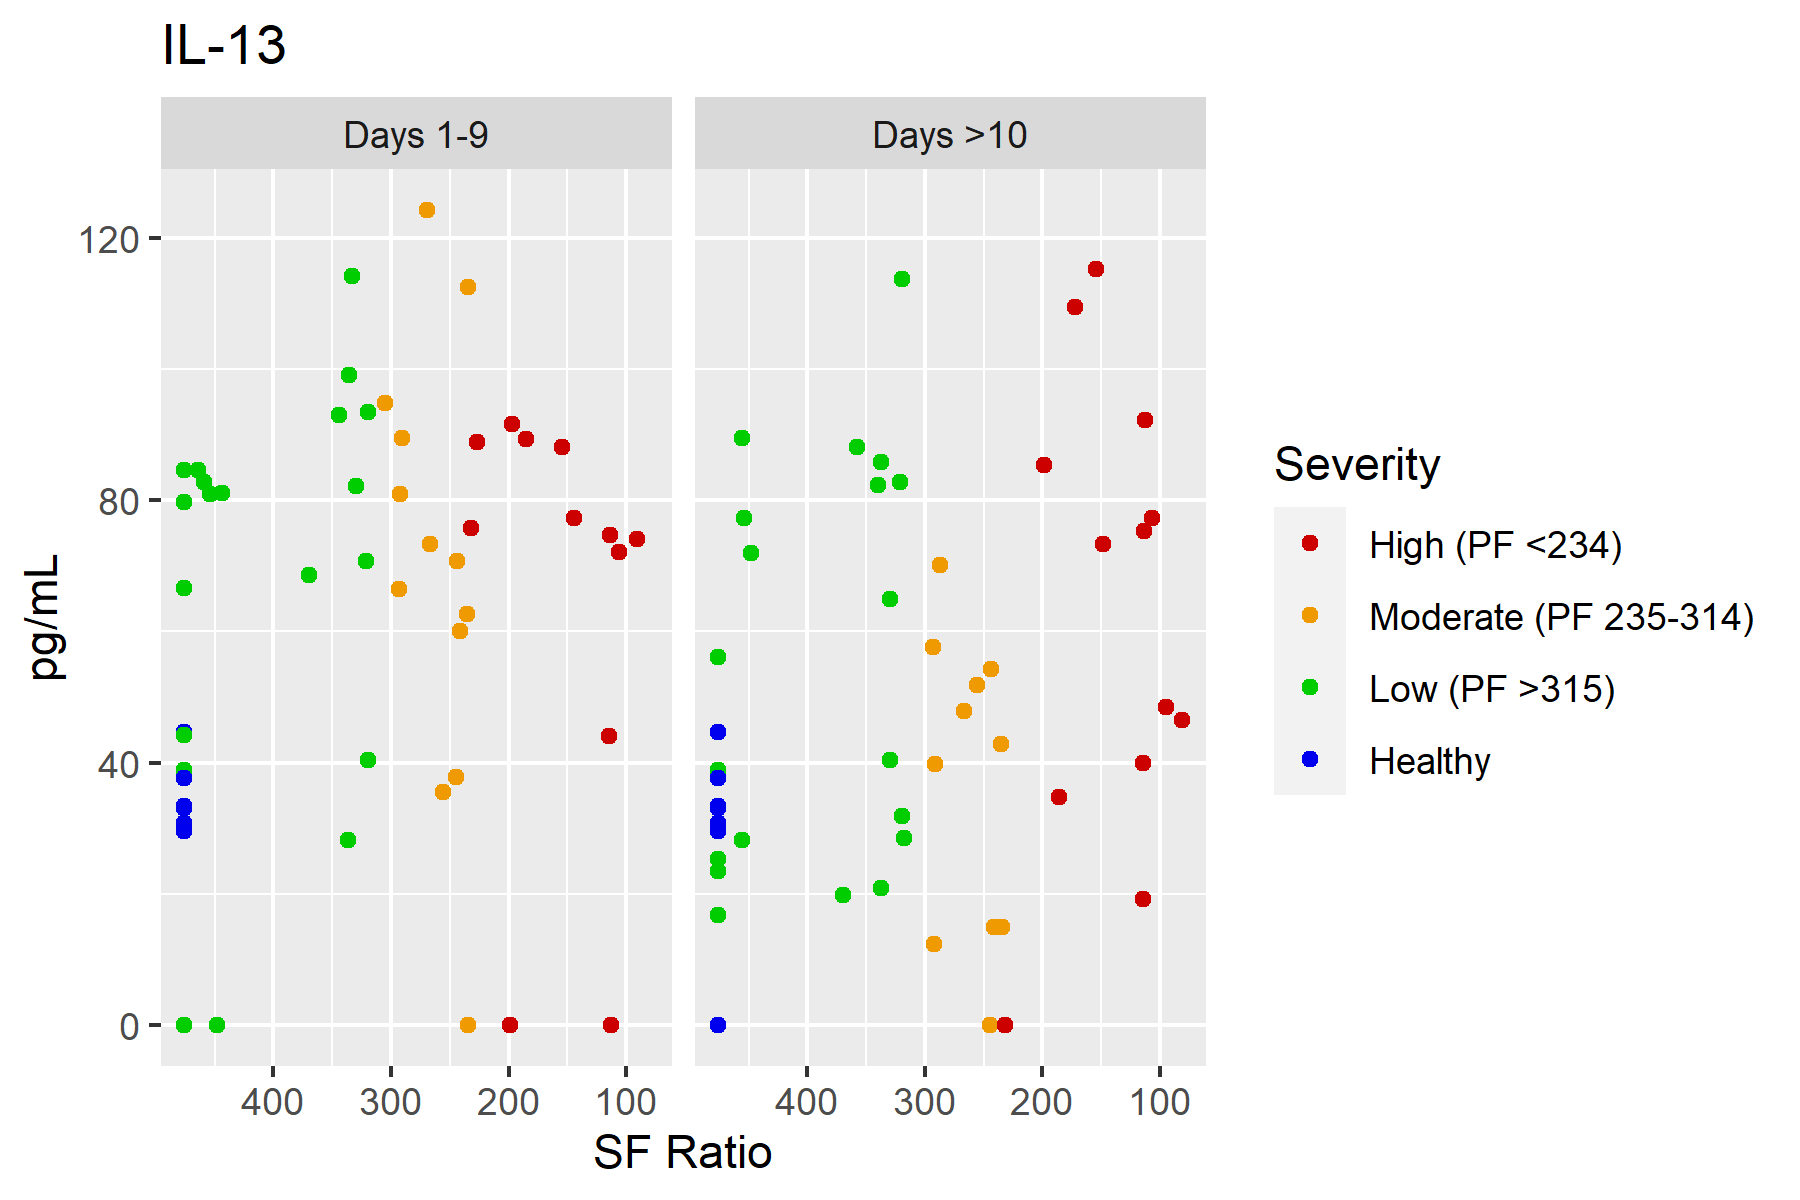 IL-13
Days 1-9
Days >10
120
80
40
0
pg/mL
400 300 200 100
400 300 200 100
SF Ratio
Severity
High (PF <234)
Moderate (PF 235-314)
Low (PF >315)
Healthy